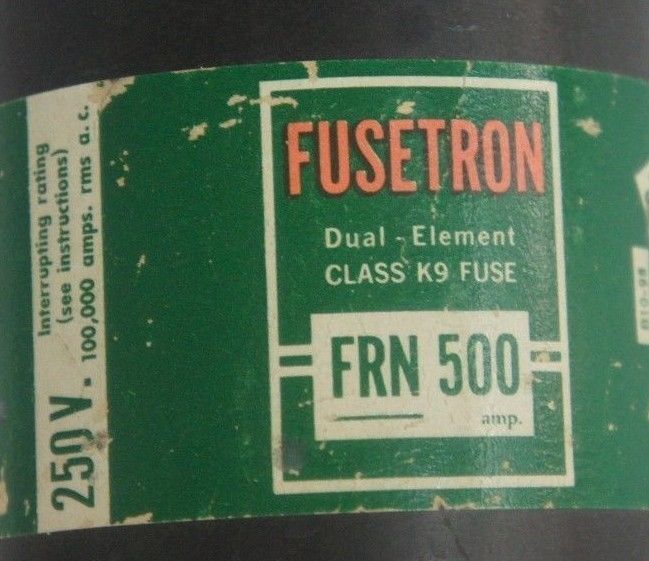 Interrupting rating
(see instructions)
250 V. 100,000 amps. rms a.c.
FUSETRON
Dual-Element
CLASS K9 FUSE
FRN 500
amp.